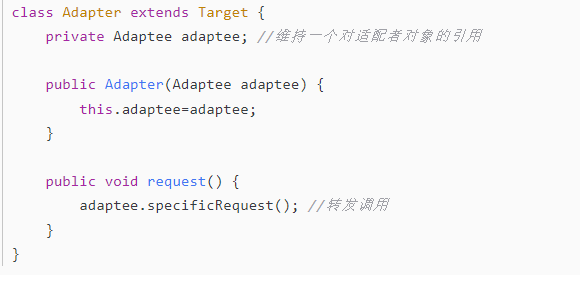 class Adapter extends Target {
    private Adaptee adaptee; //维持一个对适配者对象的引用
    public Adapter(Adaptee adaptee) {
        this.adaptee=adaptee;
    }
    public void request() {
        adaptee.specificRequest(); //转发调用
    }
}